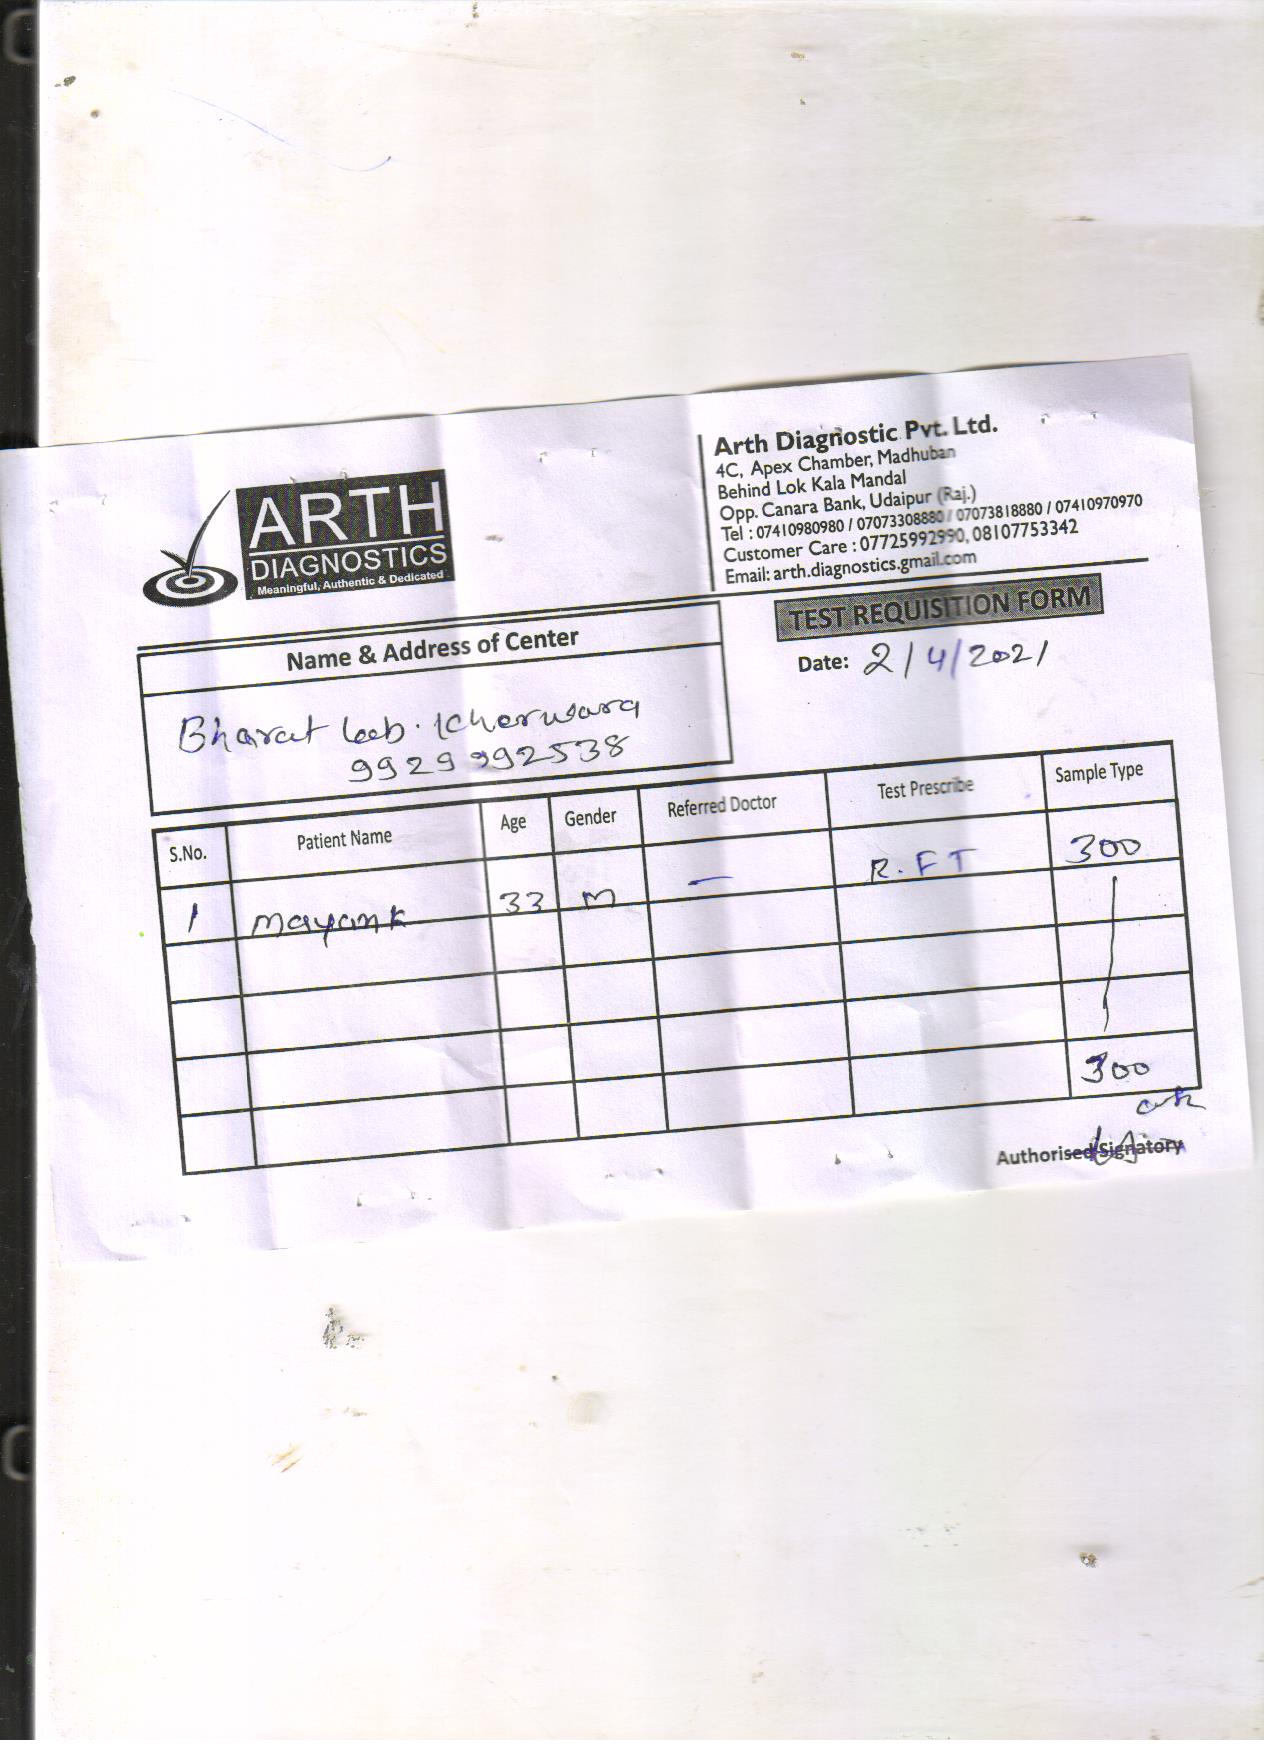 ARTH
DIAGNOSTICS
Meaningful, Authentic & Dedicated
Arth Diagnostic Pvt. Ltd.
4C, Apex Chamber, Madhuban
Behind Lok Kala Mandal
Opp. Canara Bank, Udaipur (Raj.)
Tel : 07410980980 / 07073308880 / 07073818880 / 07410970970
Customer Care : 07725992990, 08107753342
Email: arth.diagnostics.gmail.com
TEST REQUISITION FORM
Date: 2/4/2021
Name & Address of Center
Bharat Lab. Kherwara
9929992538
S.No. Patient Name Age Gender Referred Doctor Test Prescribe Sample Type
1 Mayank 33 M — R.FT 300
300
Authorised Signatory